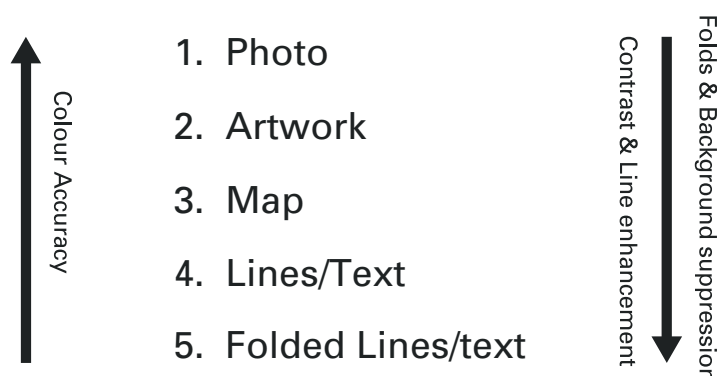 Colour Accuracy
1. Photo
2. Artwork
3. Map
4. Lines/Text
5. Folded Lines/text
Contrast & Line enhancement
Folds & Background suppression